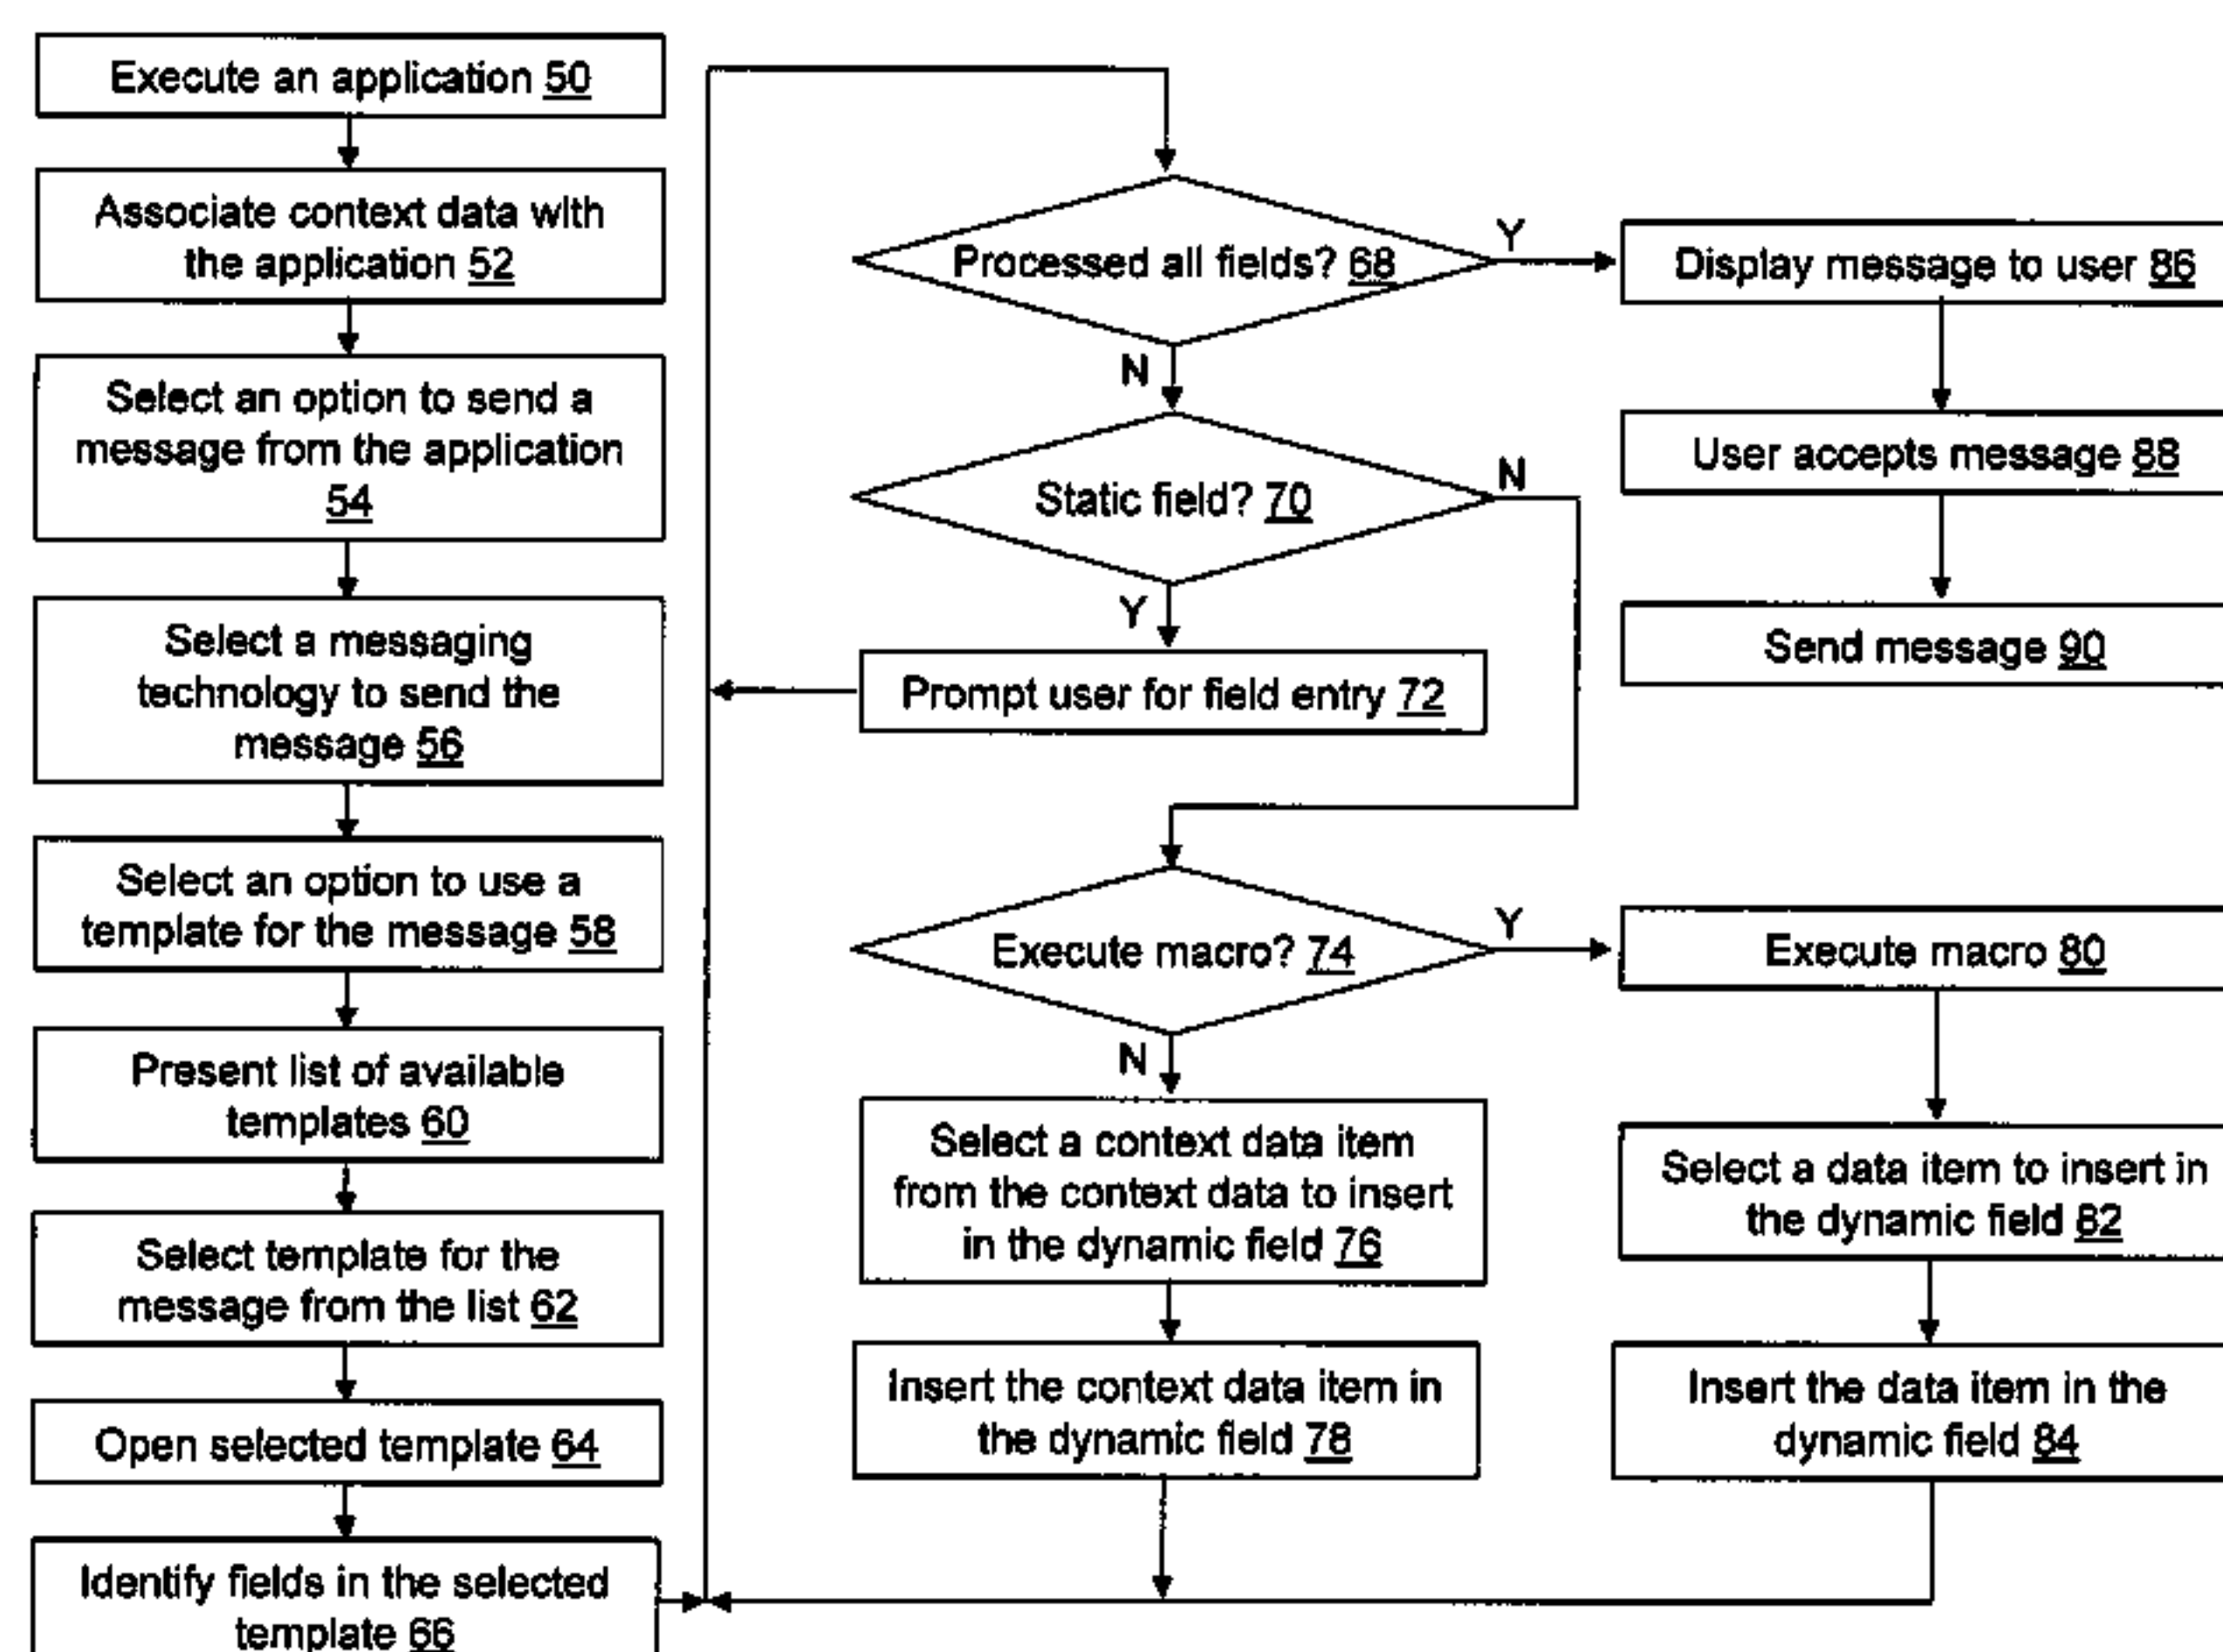 Execute an application 50
Associate context data with
the application 52
Select an option to send a
message from the application
54
Select a messaging
technology to send the
message 56
Select an option to use a
template for the message 58
Present list of available
templates 60
Select template for the
message from the list 62
Open selected template 64
Identify fields in the selected
template 66
Processed all fields? 68
Y
N
Static field? 70
N
Y
Prompt user for field entry 72
Execute macro? 74
Y
N
Select a context data item
from the context data to insert
in the dynamic field 76
Insert the context data item in
the dynamic field 78
Display message to user 86
User accepts message 88
Send message 90
Execute macro 80
Select a data item to insert in
the dynamic field 82
Insert the data item in the
dynamic field 84